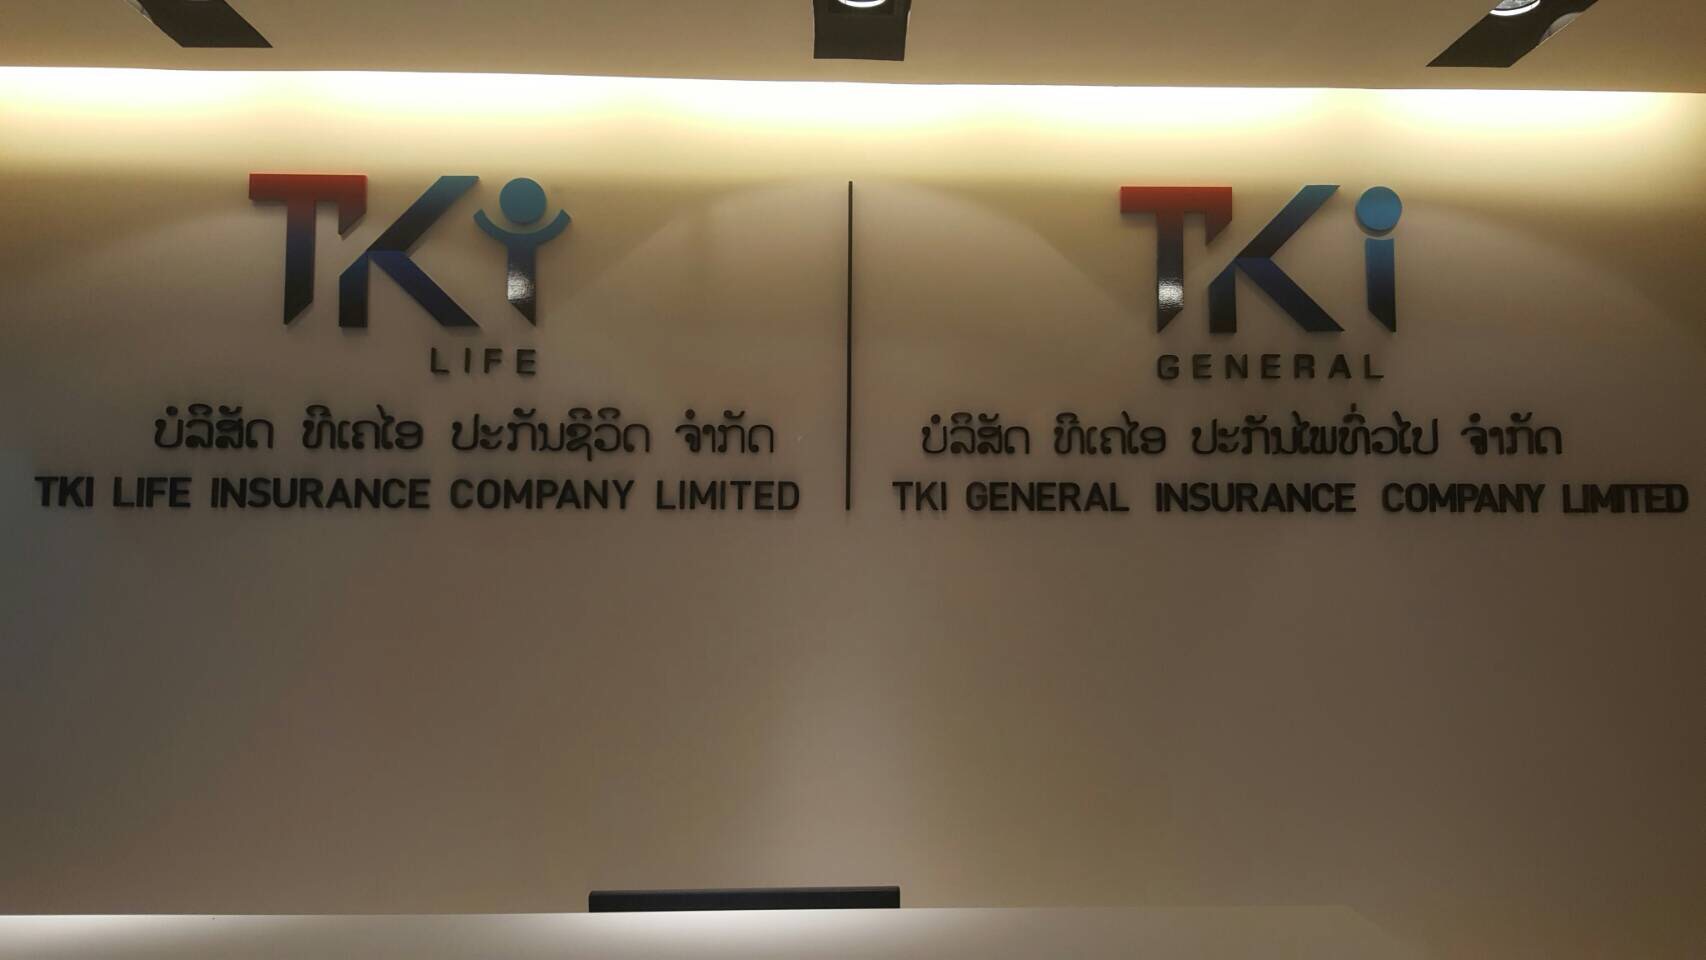 TKI
LIFE
ບໍລິສັດ ທີເຄໄອ ປະກັນຊີວິດ ຈຳກັດ
TKI LIFE INSURANCE COMPANY LIMITED
TKI
GENERAL
ບໍລິສັດ ທີເຄໄອ ປະກັນໄພທົ່ວໄປ ຈຳກັດ
TKI GENERAL INSURANCE COMPANY LIMITED